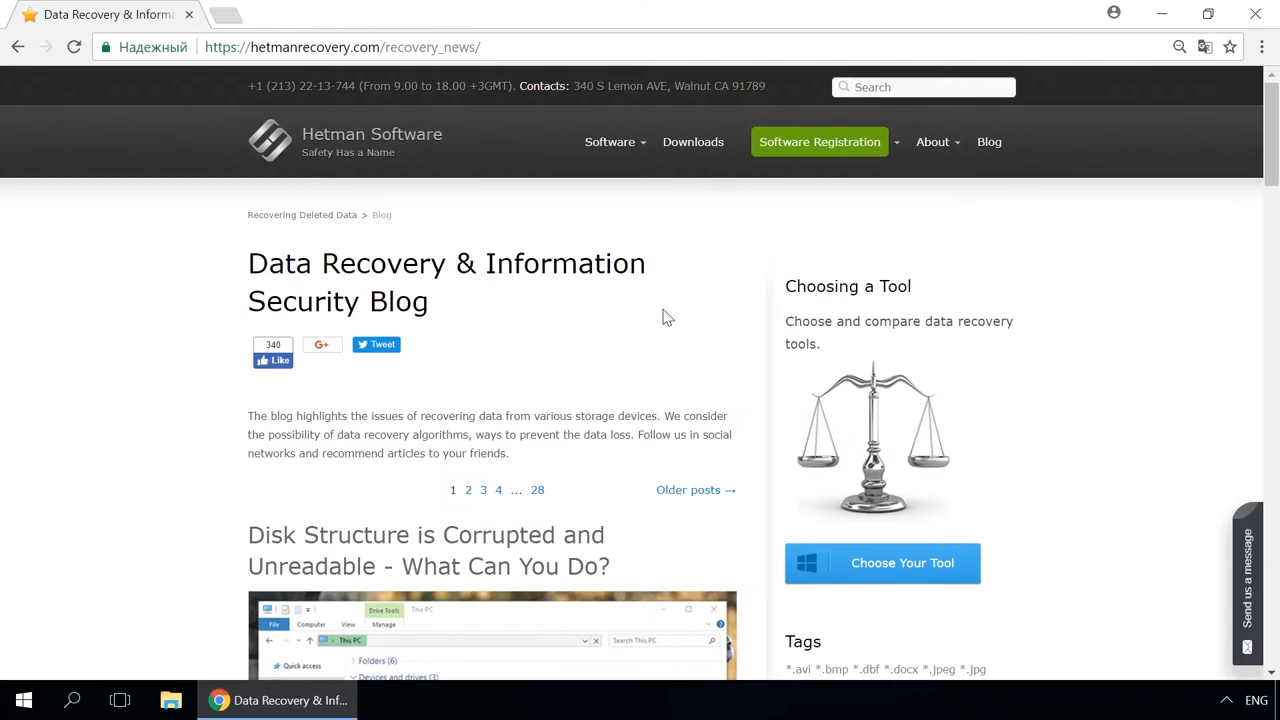 Data Recovery & Informa
Надежный
https://hetmanrecovery.com/recovery_news/
+1 (213) 22-13-744 (From 9.00 to 18.00 +3GMT). Contacts: 340 S Lemon AVE, Walnut CA 91789
Search
Hetman Software
Safety Has a Name
Software
Downloads
Software Registration
About
Blog
Recovering Deleted Data > Blog
Data Recovery & Information
Security Blog
340
Like
G+
Tweet
The blog highlights the issues of recovering data from various storage devices. We consider
the possibility of data recovery algorithms, ways to prevent the data loss. Follow us in social
networks and recommend articles to your friends.
1 2 3 4 ... 28
Older posts →
Disk Structure is Corrupted and
Unreadable - What Can You Do?
Drive Tools
This PC
File
Computer
View
Manage
This PC
Search This PC
Quick access
Folders (6)
Devices and drives (3)
Choosing a Tool
Choose and compare data recovery
tools.
Choose Your Tool
Tags
*.avi *.bmp *.dbf *.docx *.jpeg *.jpg
Send us a message
Data Recovery & Inf...
ENG